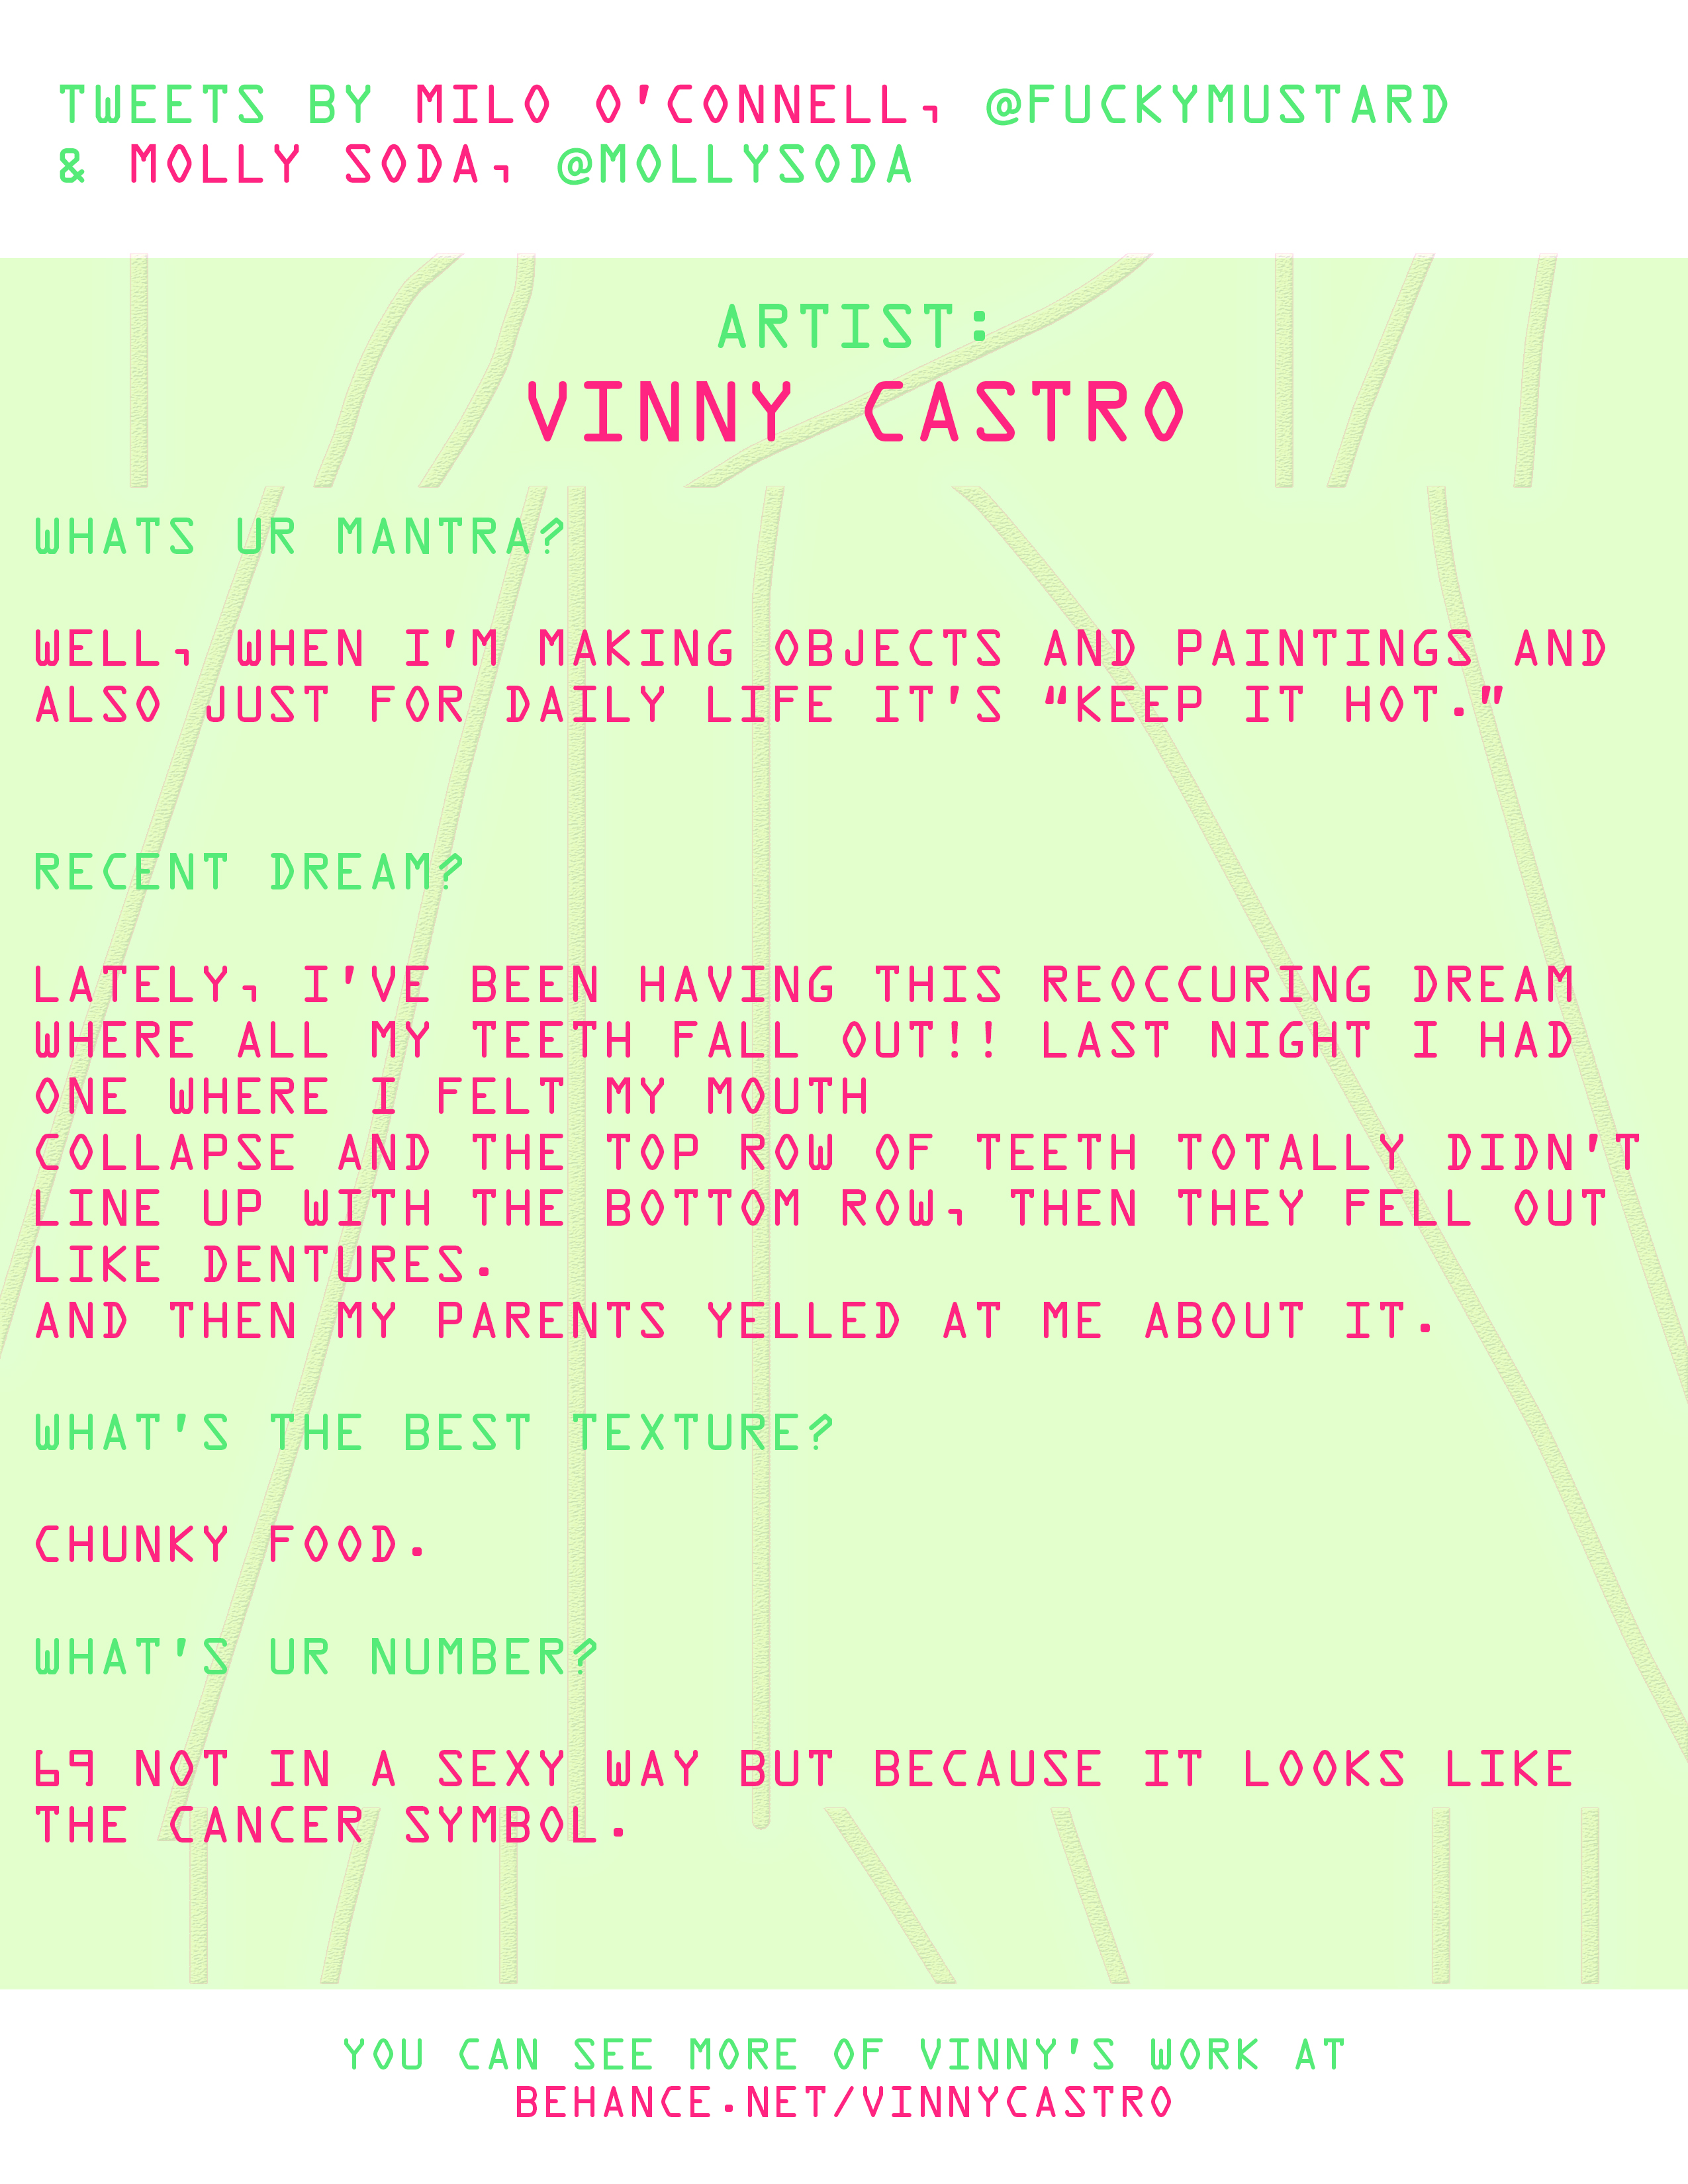 TWEETS BY MILO O'CONNELL, @FUCKYMUSTARD
& MOLLY SODA, @MOLLYSODA
ARTIST:
VINNY CASTRO
WHATS UR MANTRA?
WELL, WHEN I'M MAKING OBJECTS AND PAINTINGS AND
ALSO JUST FOR DAILY LIFE IT'S “KEEP IT HOT.”
RECENT DREAM?
LATELY, I'VE BEEN HAVING THIS REOCCURING DREAM
WHERE ALL MY TEETH FALL OUT!! LAST NIGHT I HAD
ONE WHERE I FELT MY MOUTH
COLLAPSE AND THE TOP ROW OF TEETH TOTALLY DIDN'T
LINE UP WITH THE BOTTOM ROW, THEN THEY FELL OUT
LIKE DENTURES.
AND THEN MY PARENTS YELLED AT ME ABOUT IT.
WHAT'S THE BEST TEXTURE?
CHUNKY FOOD.
WHAT'S UR NUMBER?
69 NOT IN A SEXY WAY BUT BECAUSE IT LOOKS LIKE
THE CANCER SYMBOL.
YOU CAN SEE MORE OF VINNY'S WORK AT
BEHANCE.NET/VINNYCASTRO